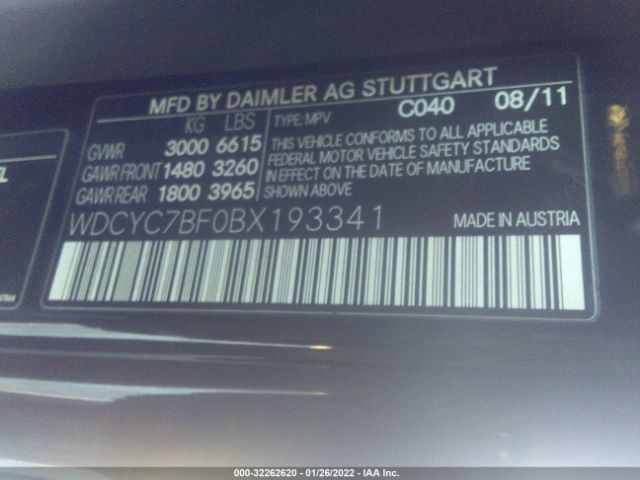 MFD BY DAIMLER AG STUTTGART
KG LBS
TYPE: MPV C040 08/11
GVWR 3000 6615
GAWR FRONT 1480 3260
GAWR REAR 1800 3965
THIS VEHICLE CONFORMS TO ALL APPLICABLE
FEDERAL MOTOR VEHICLE SAFETY STANDARDS
IN EFFECT ON THE DATE OF MANUFACTURE
SHOWN ABOVE
WDCYC7BF0BX193341 MADE IN AUSTRIA
000-32262620 | 01/26/2022 - IAA Inc.